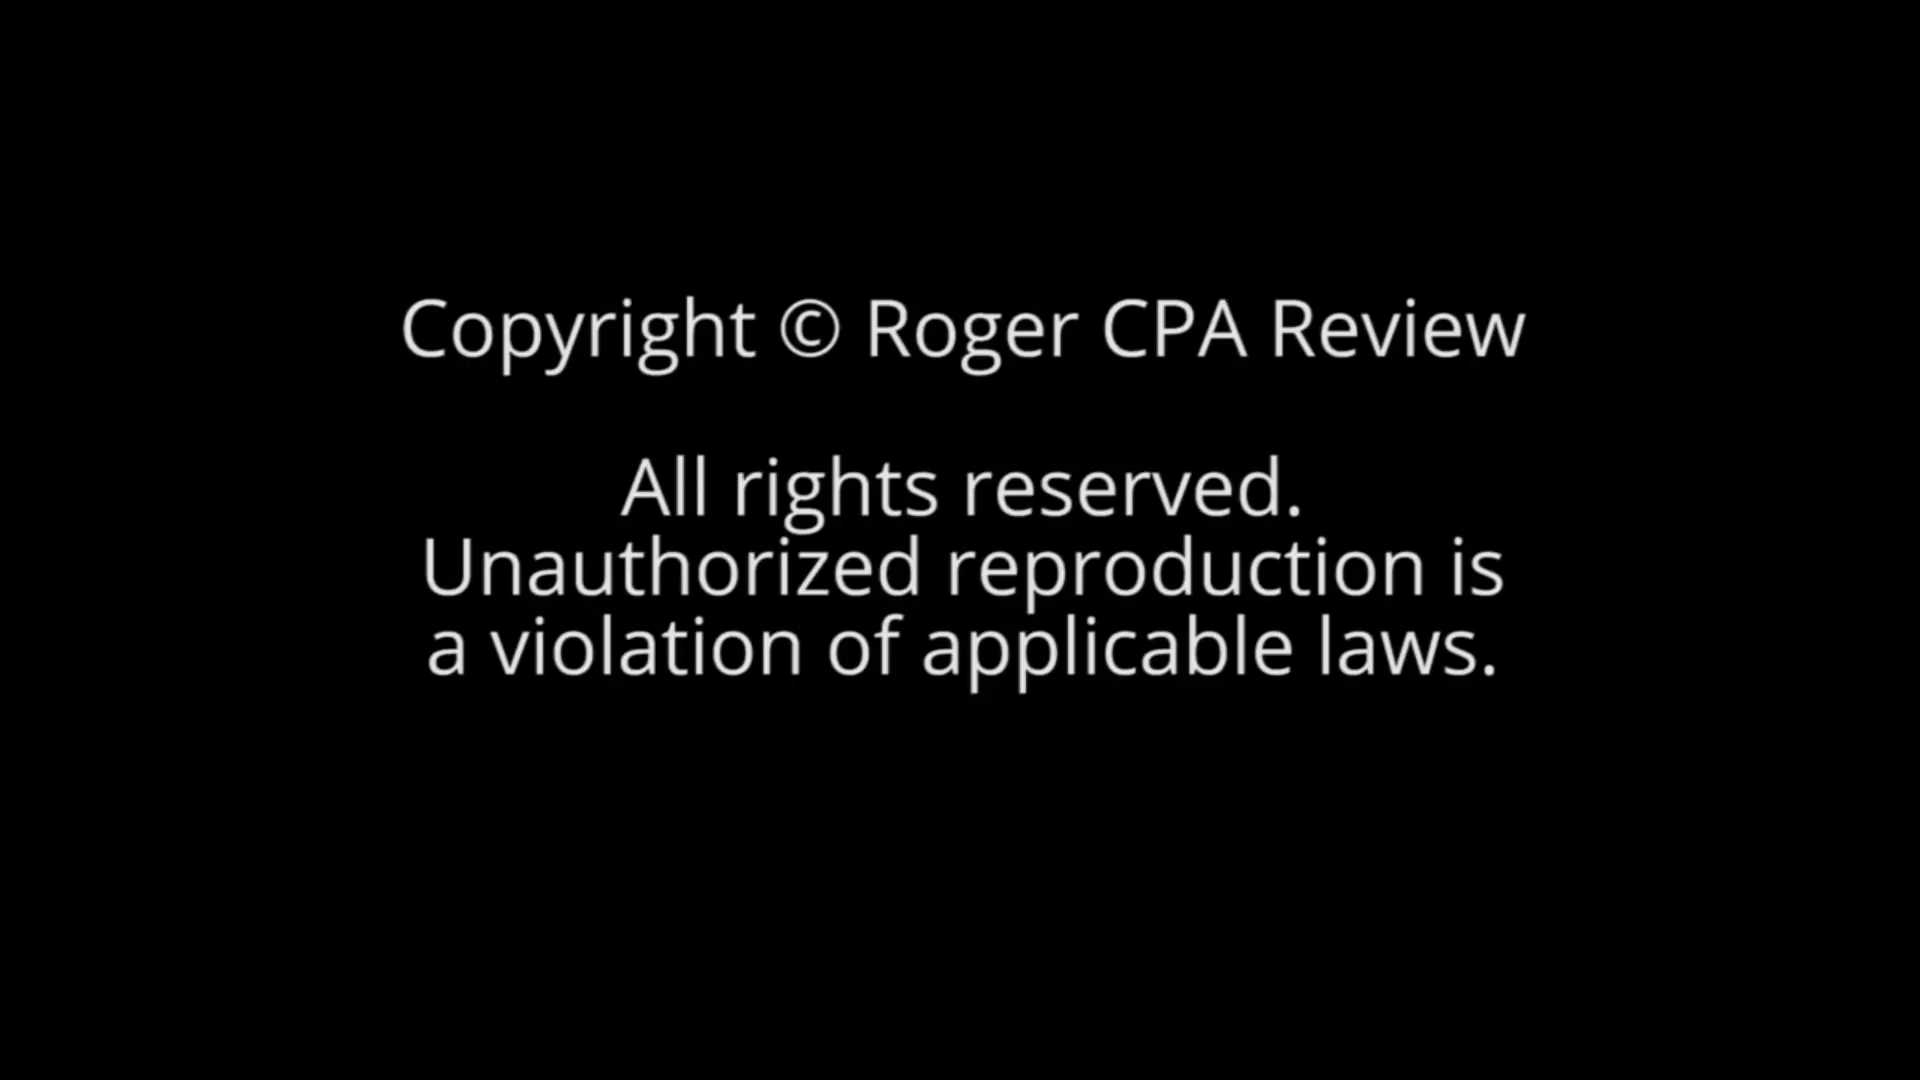 Copyright © Roger CPA Review
All rights reserved.
Unauthorized reproduction is
a violation of applicable laws.